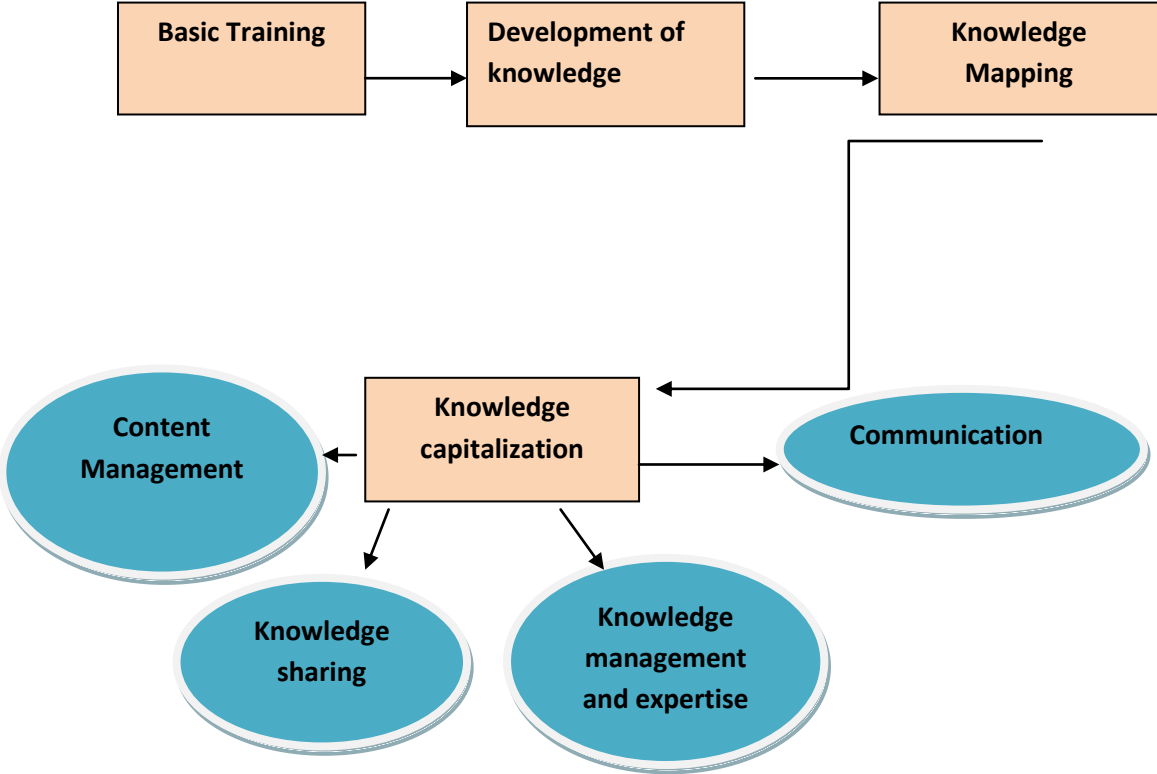 Basic Training
Development of
knowledge
Knowledge
Mapping
Knowledge
capitalization
Content
Management
Communication
Knowledge
sharing
Knowledge
management
and expertise